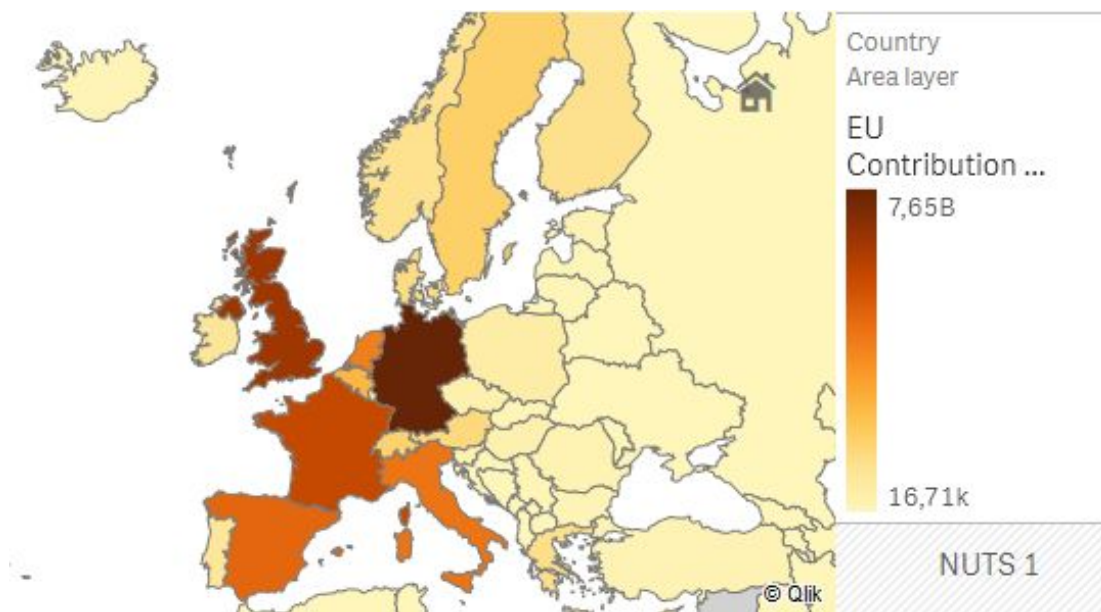 Country
Area layer
EU
Contribution ...
7,65B
16,71k
NUTS 1
© Qlik